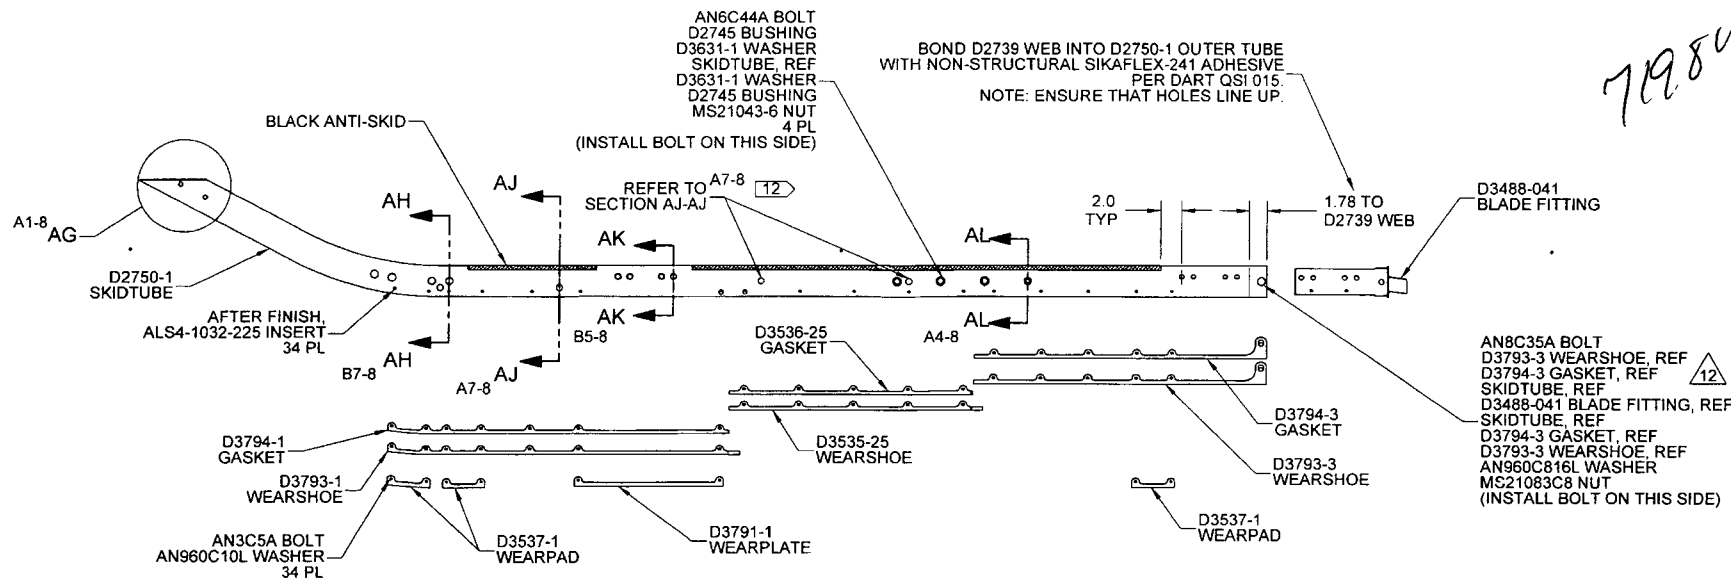 AN6C44A BOLT
D2745 BUSHING
D3631-1 WASHER
SKIDTUBE, REF
D3631-1 WASHER
D2745 BUSHING
MS21043-6 NUT
4 PL
(INSTALL BOLT ON THIS SIDE)
BOND D2739 WEB INTO D2750-1 OUTER TUBE
WITH NON-STRUCTURAL SIKAFLEX-241 ADHESIVE
PER DART QSI 015.
NOTE: ENSURE THAT HOLES LINE UP.
BLACK ANTI-SKID
A1-8
AG
D2750-1
SKIDTUBE
AFTER FINISH,
ALS4-1032-225 INSERT
34 PL
AH
AH
B7-8
AJ
AJ
A7-8
REFER TO
SECTION AJ-AJ
A7-8
12
AK
AK
B5-8
AL
AL
A4-8
2.0
TYP
1.78 TO
D2739 WEB
D3488-041
BLADE FITTING
AN8C35A BOLT
D3793-3 WEARSHOE, REF
D3794-3 GASKET, REF
SKIDTUBE, REF
D3488-041 BLADE FITTING, REF
SKIDTUBE, REF
D3794-3 GASKET, REF
D3793-3 WEARSHOE, REF
AN960C816L WASHER
MS21083C8 NUT
(INSTALL BOLT ON THIS SIDE)
12
D3536-25
GASKET
D3535-25
WEARSHOE
D3794-3
GASKET
D3793-3
WEARSHOE
D3794-1
GASKET
D3793-1
WEARSHOE
AN3C5A BOLT
AN960C10L WASHER
34 PL
D3537-1
WEARPAD
D3791-1
WEARPLATE
D3537-1
WEARPAD